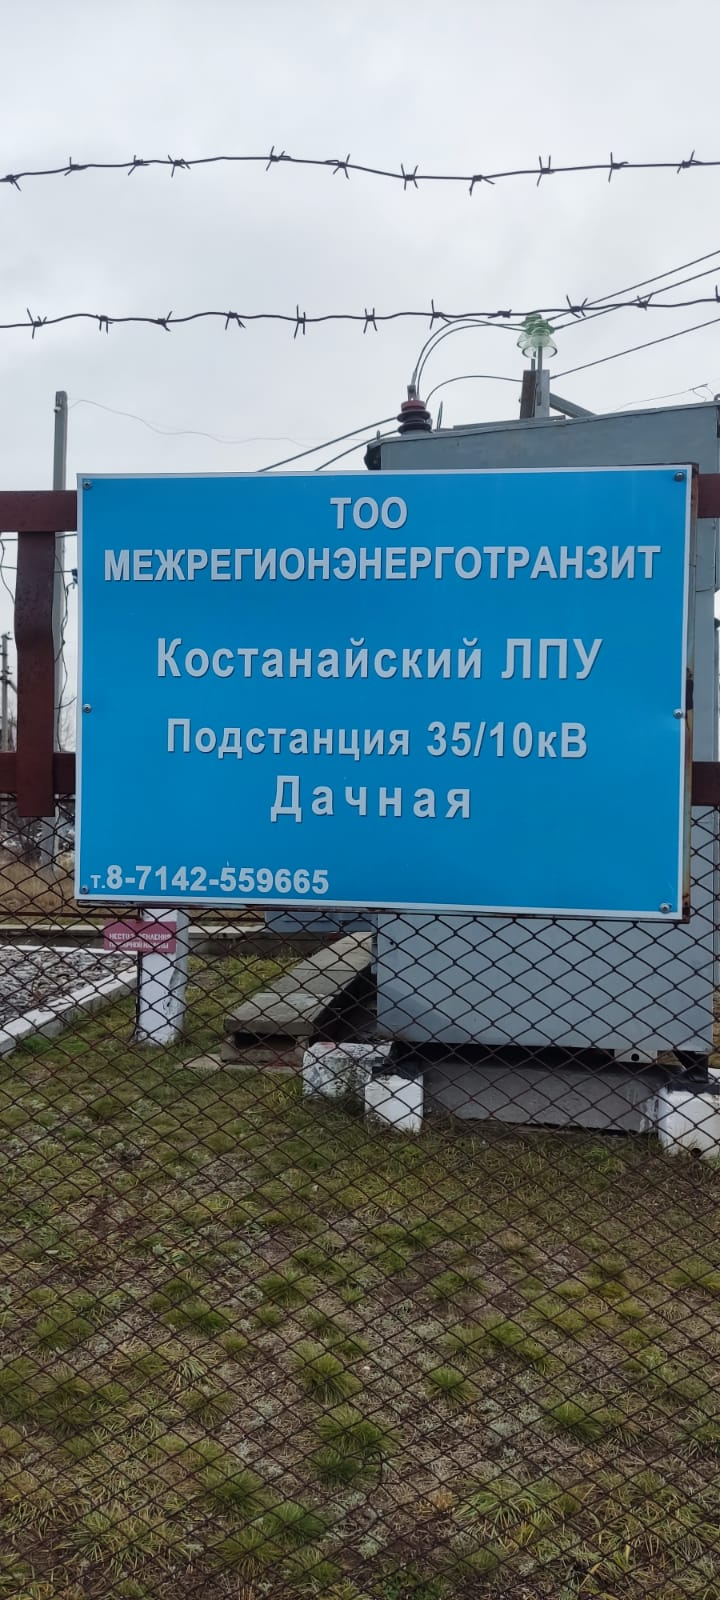 ТОО
МЕЖРЕГИОНЭНЕРГОТРАНЗИТ
Костанайский ЛПУ
Подстанция 35/10кВ
Дачная
т.8-7142-559665